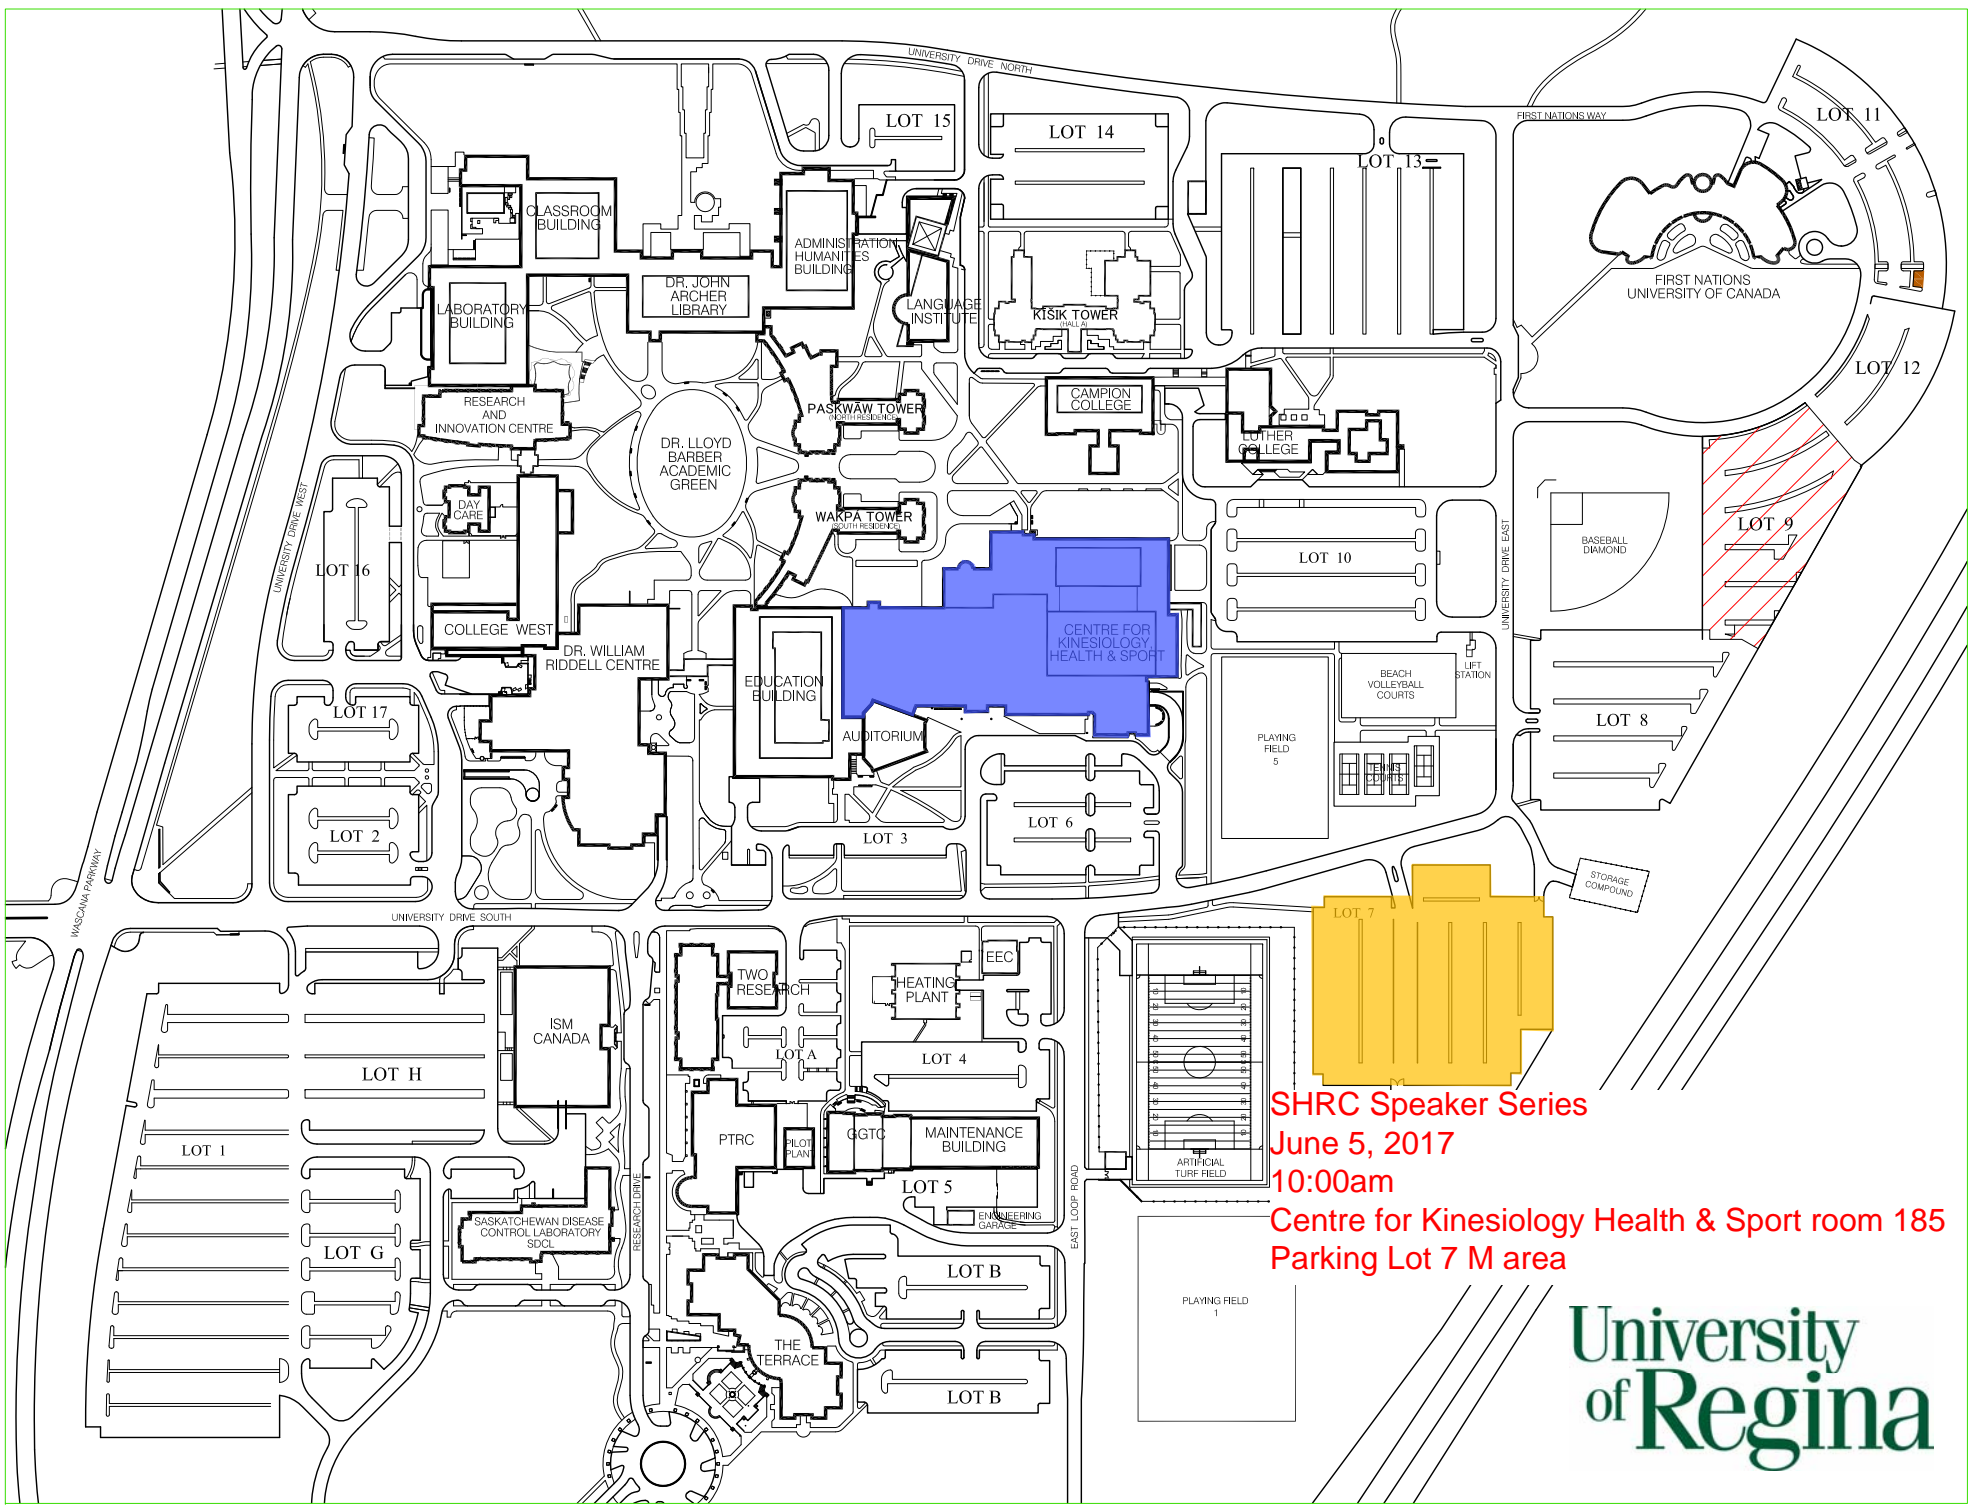 UNIVERSITY DRIVE NORTH
FIRST NATIONS WAY
LOT 11
LOT 15
LOT 14
LOT 13
CLASSROOM
BUILDING
ADMINISTRATION
HUMANITIES
BUILDING
DR. JOHN
ARCHER
LIBRARY
LABORATORY
BUILDING
LANGUAGE
INSTITUTE
KĪŠIK TOWER
(HALL A)
FIRST NATIONS
UNIVERSITY OF CANADA
LOT 12
RESEARCH
AND
INNOVATION CENTRE
PASKWĀW TOWER
(NORTH RESIDENCE)
CAMPION
COLLEGE
LUTHER
COLLEGE
DR. LLOYD
BARBER
ACADEMIC
GREEN
DAY
CARE
WAKPÁ TOWER
(SOUTH RESIDENCE)
UNIVERSITY DRIVE WEST
LOT 16
LOT 10
UNIVERSITY DRIVE EAST
BASEBALL
DIAMOND
LOT 9
COLLEGE WEST
DR. WILLIAM
RIDDELL CENTRE
CENTRE FOR
KINESIOLOGY,
HEALTH & SPORT
EDUCATION
BUILDING
AUDITORIUM
BEACH
VOLLEYBALL
COURTS
LIFT
STATION
LOT 17
LOT 8
PLAYING
FIELD
5
TENNIS
COURTS
LOT 2
LOT 3
LOT 6
STORAGE
COMPOUND
WASCANA PARKWAY
UNIVERSITY DRIVE SOUTH
LOT 7
TWO
RESEARCH
HEATING
PLANT
EEC
ISM
CANADA
LOT A
LOT 4
LOT H
LOT 1
PTRC
PILOT
PLANT
GGTC
MAINTENANCE
BUILDING
ARTIFICIAL
TURF FIELD
LOT 5
ENGINEERING
GARAGE
EAST LOOP ROAD
RESEARCH DRIVE
SASKATCHEWAN DISEASE
CONTROL LABORATORY
SDCL
LOT G
LOT B
THE
TERRACE
LOT B
PLAYING FIELD
1
SHRC Speaker Series
June 5, 2017
10:00am
Centre for Kinesiology Health & Sport room 185
Parking Lot 7 M area
University
of Regina